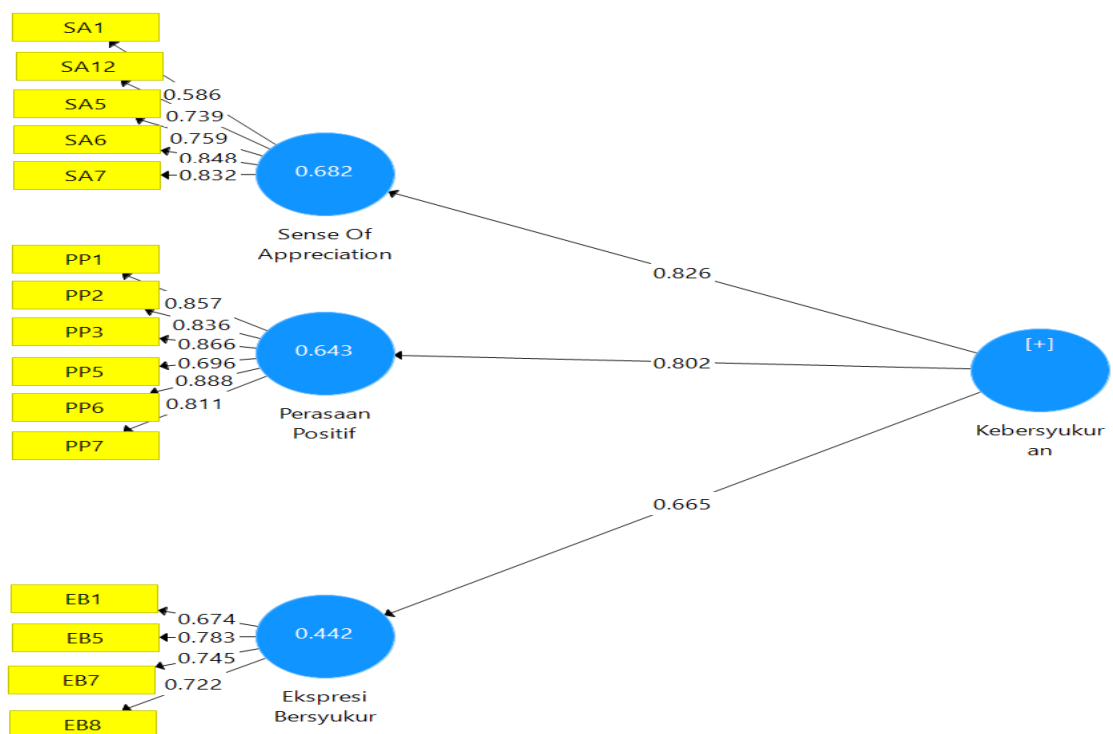 SA1
SA12
SA5
SA6
SA7
0.586
0.739
0.759
0.848
0.832
0.682
Sense Of
Appreciation
PP1
PP2
PP3
PP5
PP6
PP7
0.857
0.836
0.866
0.696
0.888
0.811
0.643
Perasaan
Positif
EB1
EB5
EB7
EB8
0.674
0.783
0.745
0.722
0.442
Ekspresi
Bersyukur
0.826
0.802
0.665
[+]
Kebersyukur
an